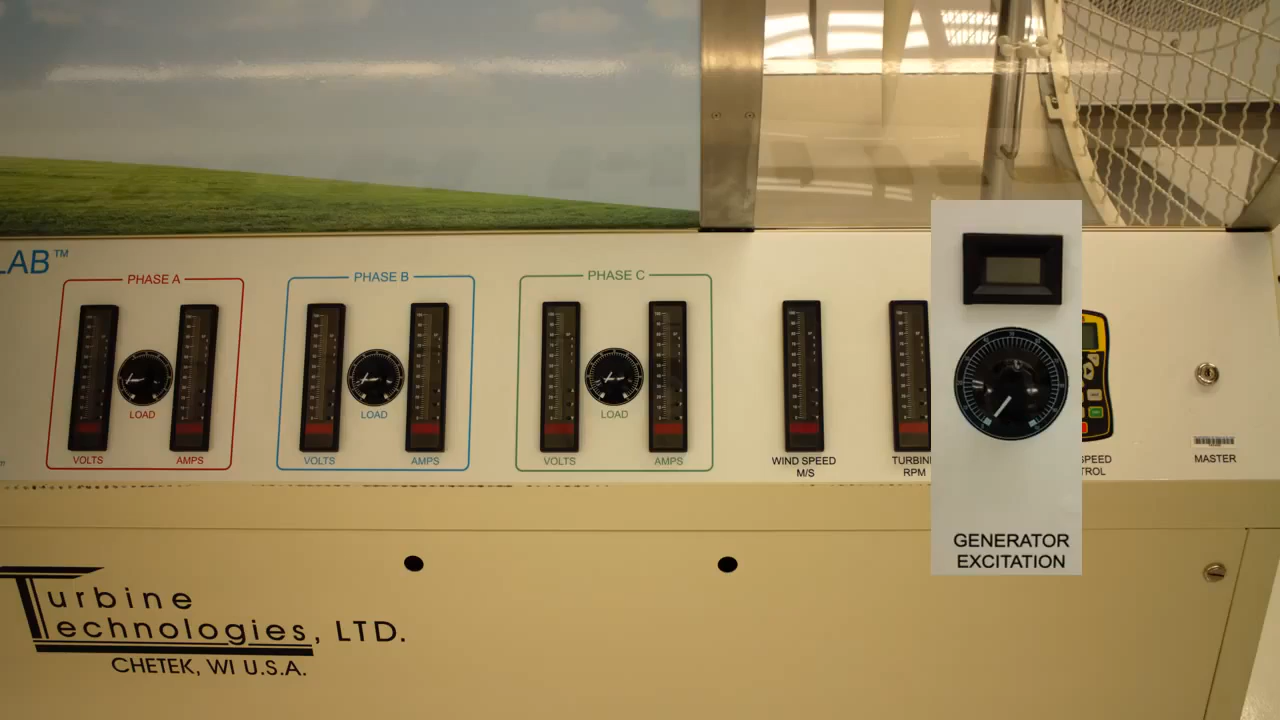 LAB™
PHASE A
PHASE B
PHASE C
LOAD
LOAD
LOAD
VOLTS
AMPS
VOLTS
AMPS
VOLTS
AMPS
WIND SPEED
M/S
TURBIN
RPM
GENERATOR
EXCITATION
SPEED
TROL
MASTER
Turbine
Technologies, LTD.
CHETEK, WI U.S.A.